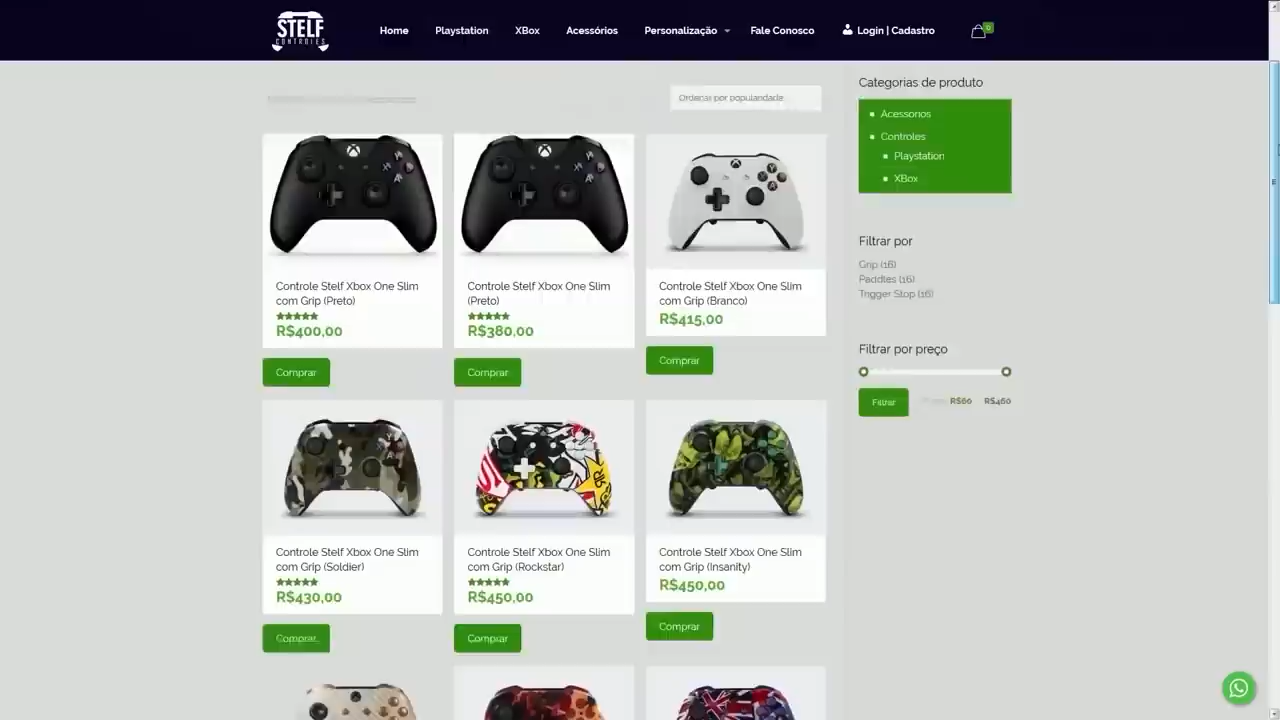 STELF
CONTROLES
Home
Playstation
XBox
Acessórios
Personalização
Fale Conosco
Login | Cadastro
0
Ordenar por popularidade
Categorias de produto
Acessorios
Controles
Playstation
XBox
Filtrar por
Grip (16)
Paddles (16)
Trigger Stop (16)
Filtrar por preço
Filtrar
R$60
R$460
Controle Stelf Xbox One Slim
com Grip (Preto)
R$400,00
Comprar
Controle Stelf Xbox One Slim
(Preto)
R$380,00
Comprar
Controle Stelf Xbox One Slim
com Grip (Branco)
R$415,00
Comprar
Controle Stelf Xbox One Slim
com Grip (Soldier)
R$430,00
Comprar
Controle Stelf Xbox One Slim
com Grip (Rockstar)
R$450,00
Comprar
Controle Stelf Xbox One Slim
com Grip (Insanity)
R$450,00
Comprar